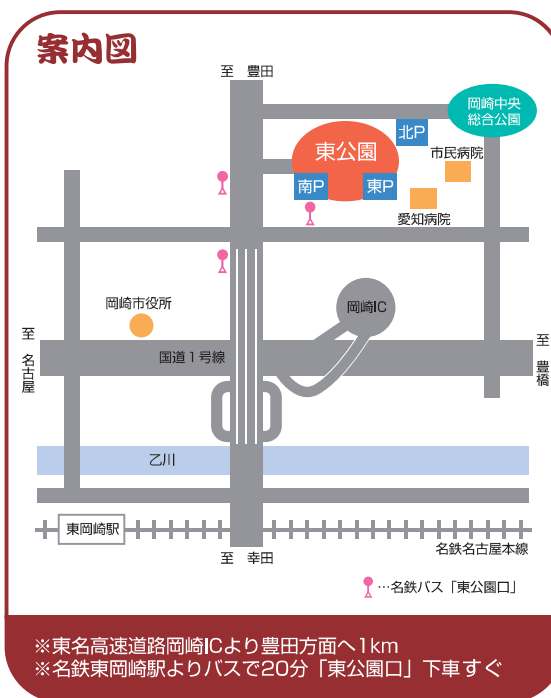 案内図
至 豊田
岡崎中央
総合公園
北P
東公園
市民病院
南P
東P
愛知病院
岡崎市役所
岡崎IC
至 名古屋
国道1号線
至 豊橋
乙川
東岡崎駅
名鉄名古屋本線
至 幸田
…名鉄バス「東公園口」
※東名高速道路岡崎ICより豊田方面へ1km
※名鉄東岡崎駅よりバスで20分「東公園口」下車すぐ